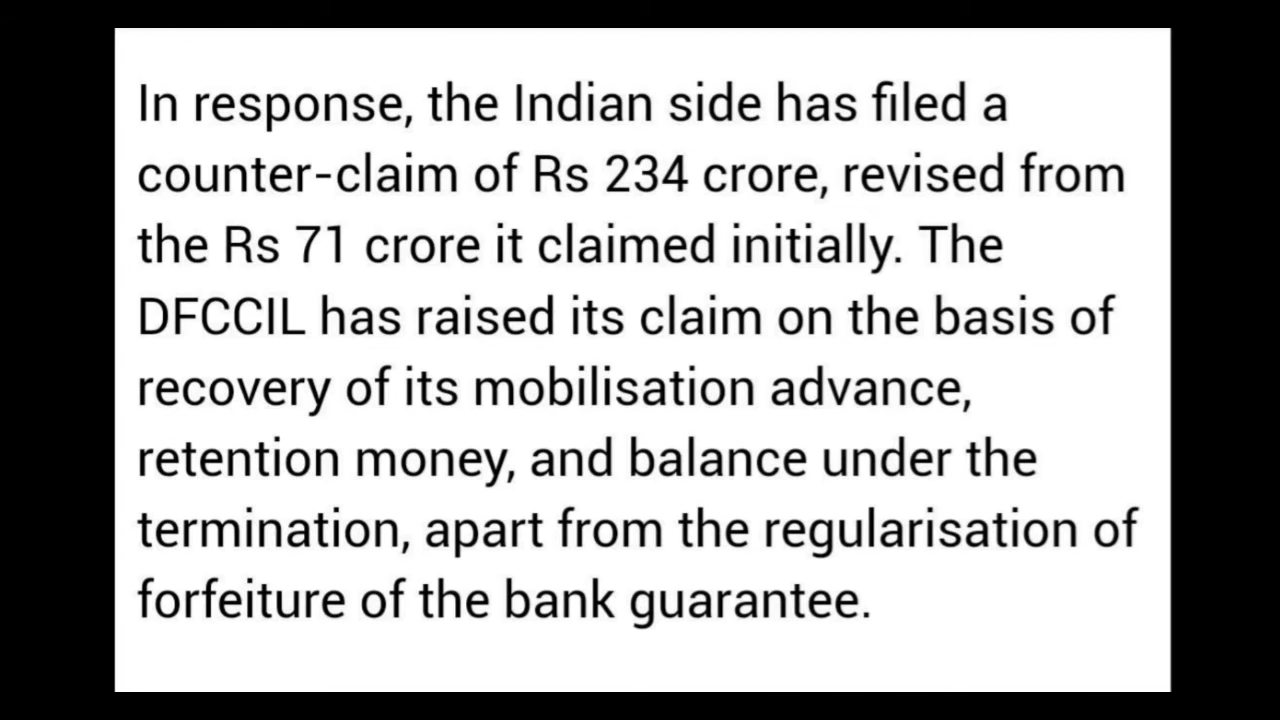 In response, the Indian side has filed a
counter-claim of Rs 234 crore, revised from
the Rs 71 crore it claimed initially. The
DFCCIL has raised its claim on the basis of
recovery of its mobilisation advance,
retention money, and balance under the
termination, apart from the regularisation of
forfeiture of the bank guarantee.